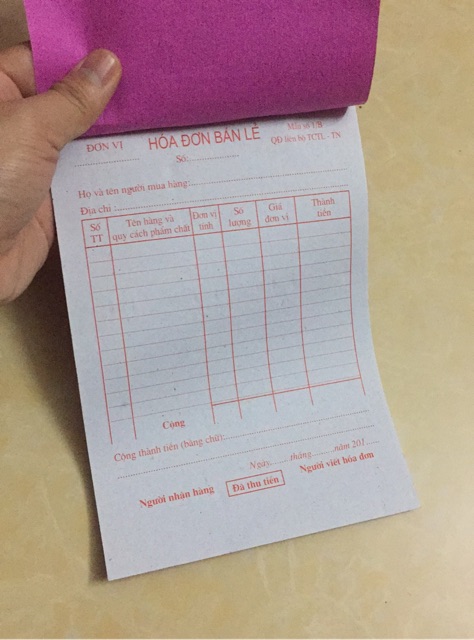 ĐƠN VỊ HÓA ĐƠN BÁN LẺ Mẫu số 1/B
............ Số:............ QĐ liên bộ TCTL - TN
Họ và tên người mua hàng:............
Địa chỉ :............
Số TT Tên hàng và quy cách phẩm chất Đơn vị tính Số lượng Giá đơn vị Thành tiền
Cộng
Cộng thành tiền (bằng chữ):............
Ngày........tháng.........năm 201.....
Người nhận hàng Đã thu tiền Người viết hóa đơn